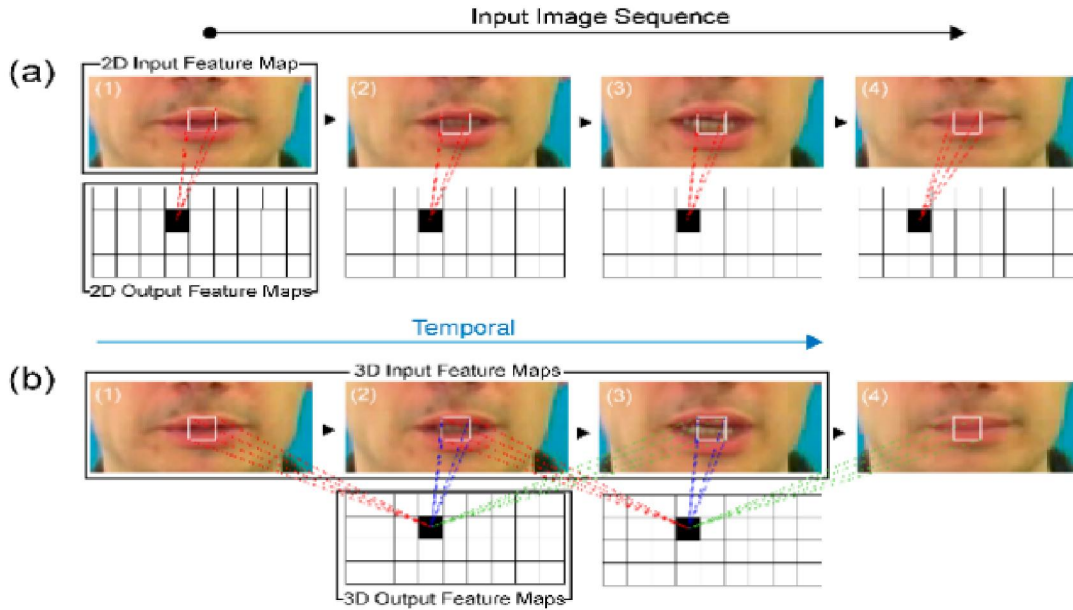 Input Image Sequence
(a)
2D Input Feature Map
(1) (2) (3) (4)
2D Output Feature Maps
Temporal
(b)
3D Input Feature Maps
(1) (2) (3) (4)
3D Output Feature Maps